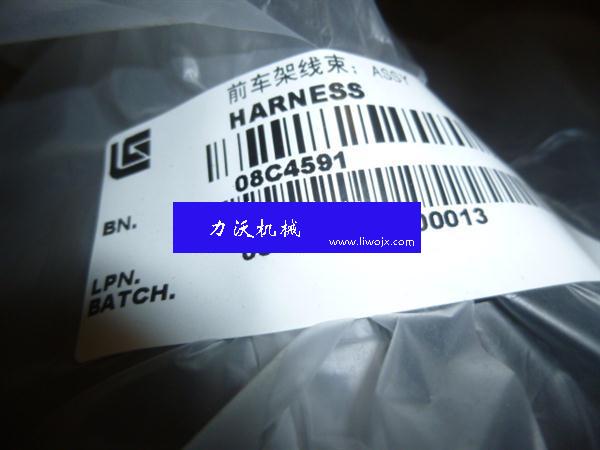 前车架线束; ASSY
HARNESS
08C4591
BN.
00013
力沃机械
www.liwojx.com
LPN.
BATCH.